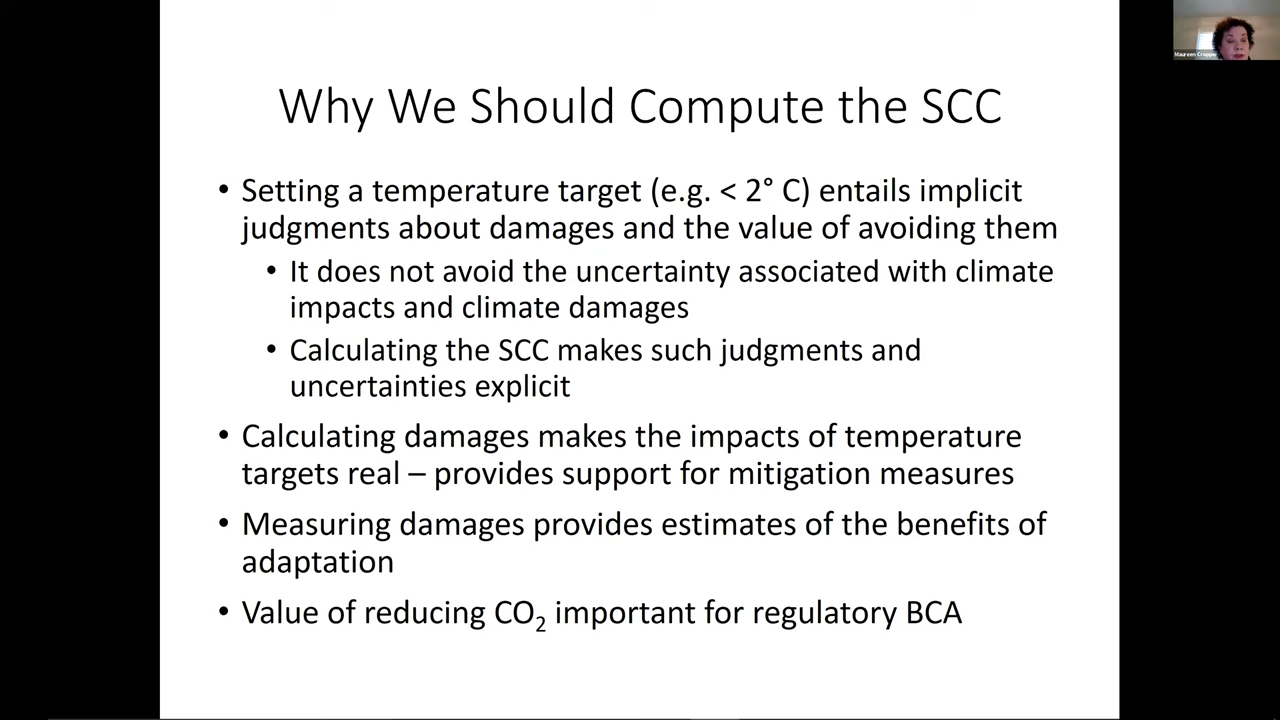 Maureen Cropper
Why We Should Compute the SCC
• Setting a temperature target (e.g. < 2° C) entails implicit
judgments about damages and the value of avoiding them
• It does not avoid the uncertainty associated with climate
impacts and climate damages
• Calculating the SCC makes such judgments and
uncertainties explicit
• Calculating damages makes the impacts of temperature
targets real – provides support for mitigation measures
• Measuring damages provides estimates of the benefits of
adaptation
• Value of reducing CO₂ important for regulatory BCA